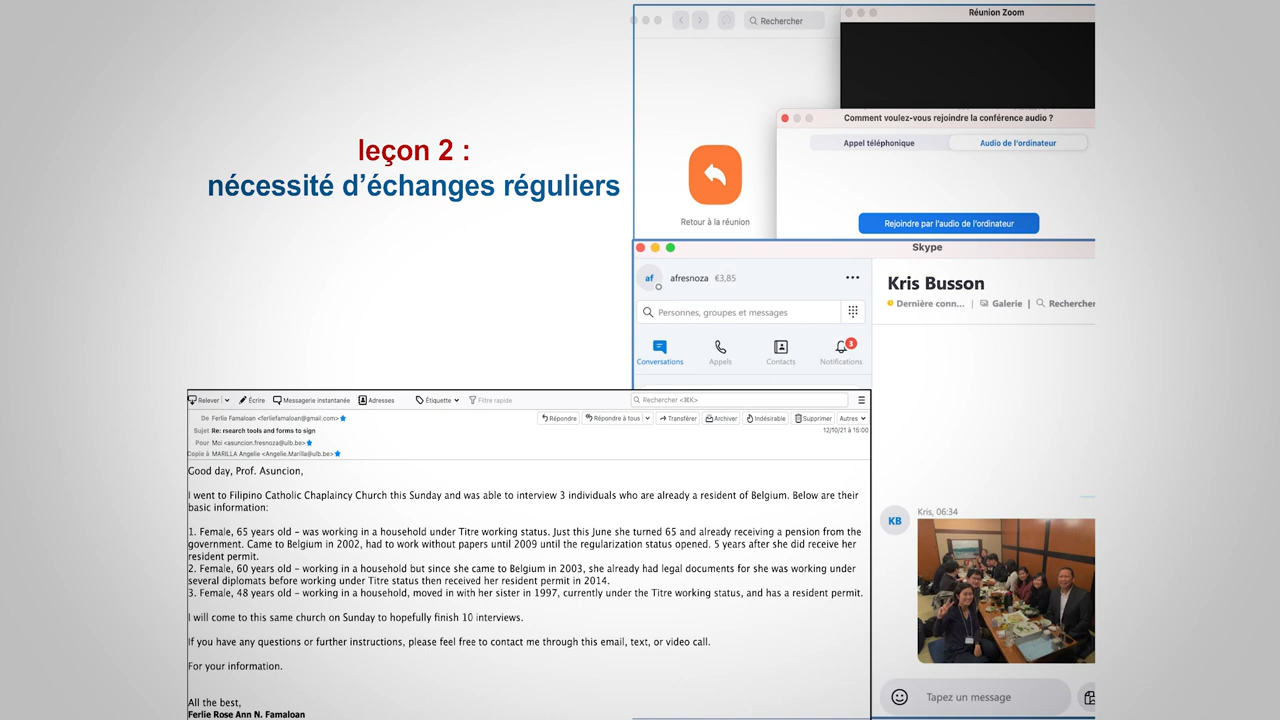 leçon 2 :
nécessité d'échanges réguliers
Rechercher
Réunion Zoom
Comment voulez-vous rejoindre la conférence audio ?
Appel téléphonique
Audio de l'ordinateur
Retour à la réunion
Rejoindre par l'audio de l'ordinateur
Skype
af
afresnoza €3,85
Personnes, groupes et messages
Conversations
Appels
Contacts
Notifications
3
Kris Busson
Dernière conn... | Galerie | Rechercher
KB
Kris, 06:34
Tapez un message
Relever Écrire Messagerie instantanée Adresses Étiquette Filtre rapide
Rechercher <⌘K>
De Ferlie Famaloan <ferliefamaloan@gmail.com>
Répondre Répondre à tous Transférer Archiver Indésirable Supprimer Autres
Sujet Re: rsearch tools and forms to sign
12/10/21 à 15:00
Pour Moi <asuncion.fresnoza@ulb.be>
Copie à MARILLA Angelie <Angelie.Marilla@ulb.be>
Good day, Prof. Asuncion,
I went to Filipino Catholic Chaplaincy Church this Sunday and was able to interview 3 individuals who are already a resident of Belgium. Below are their
basic information:
1. Female, 65 years old – was working in a household under Titre working status. Just this June she turned 65 and already receiving a pension from the
government. Came to Belgium in 2002, had to work without papers until 2009 until the regularization status opened. 5 years after she did receive her
resident permit.
2. Female, 60 years old – working in a household but since she came to Belgium in 2003, she already had legal documents for she was working under
several diplomats before working under Titre status then received her resident permit in 2014.
3. Female, 48 years old – working in a household, moved in with her sister in 1997, currently under the Titre working status, and has a resident permit.
I will come to this same church on Sunday to hopefully finish 10 interviews.
If you have any questions or further instructions, please feel free to contact me through this email, text, or video call.
For your information.
All the best,
Ferlie Rose Ann N. Famaloan